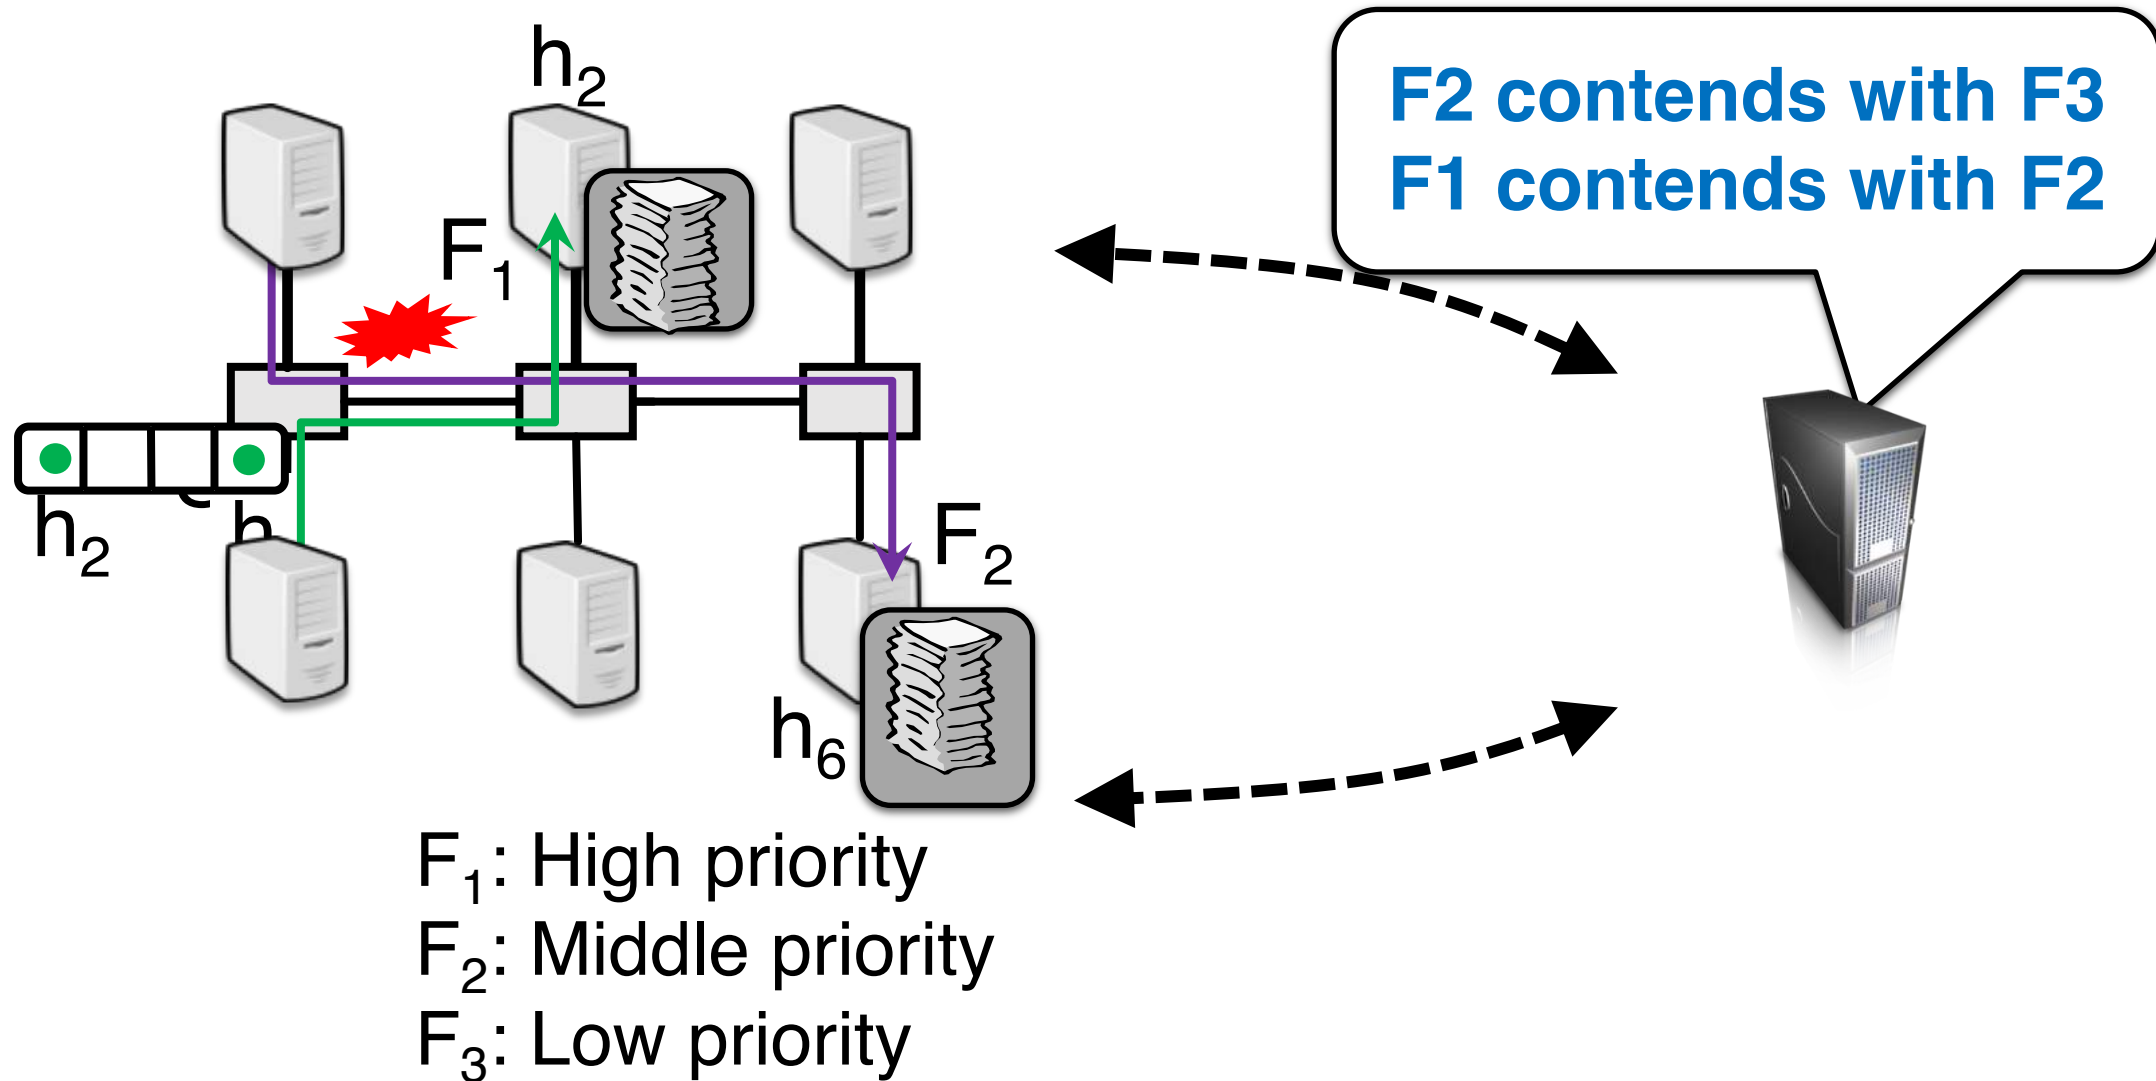 h₂
F2 contends with F3
F1 contends with F2
F₁
h₂
h
F₂
h₆
F₁: High priority
F₂: Middle priority
F₃: Low priority